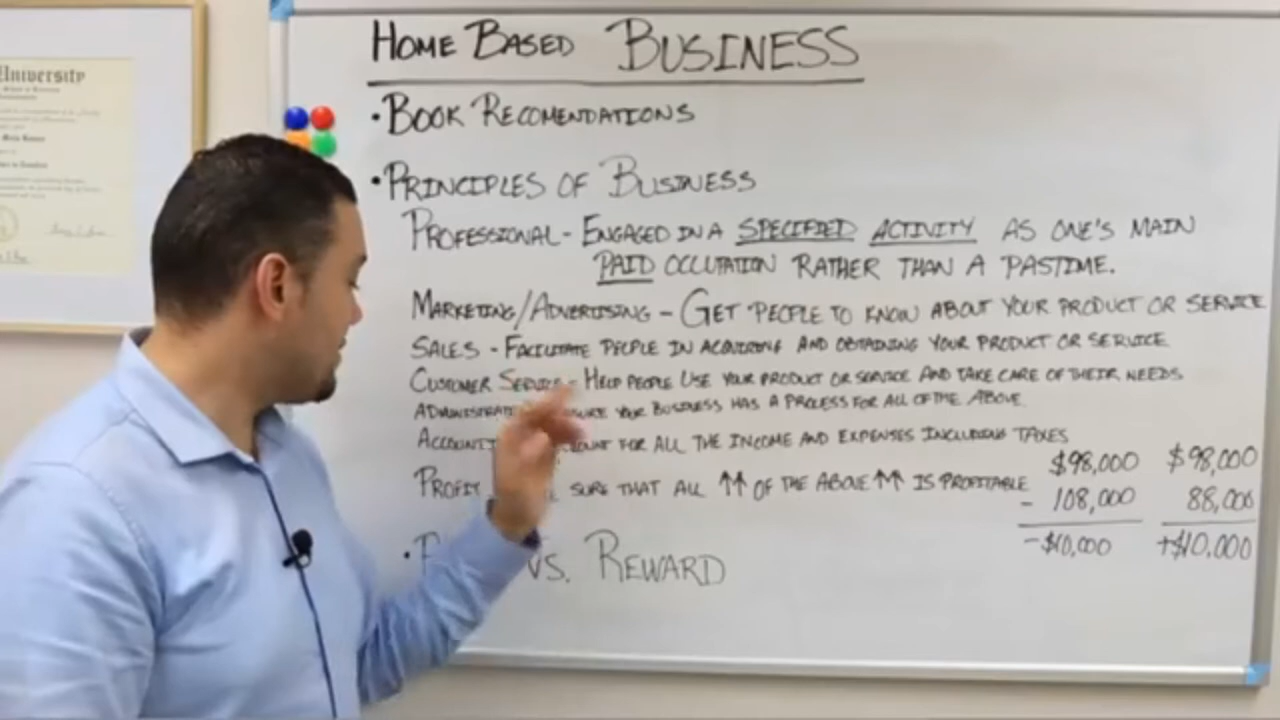 University
HOME BASED BUSINESS
• BOOK RECOMENDATIONS
• PRINCIPLES OF BUSINESS
PROFESSIONAL - ENGAGED IN A SPECIFIED ACTIVITY AS ONE'S MAIN
PAID OCCUTATION RATHER THAN A PASTIME.
MARKETING/ADVERTISING - GET PEOPLE TO KNOW ABOUT YOUR PRODUCT OR SERVICE
SALES - FACILITATE PEOPLE IN ACQUIRING AND OBTAINING YOUR PRODUCT OR SERVICE
CUSTOMER SERVICE - HELP PEOPLE USE YOUR PRODUCT OR SERVICE AND TAKE CARE OF THEIR NEEDS
YOUR BUSINESS HAS A PROCESS FOR ALL OF THE ABOVE.
FOR ALL THE INCOME AND EXPENSES INCLUDING TAXES
PROFIT SURE THAT ALL ↑↑ OF THE ABOVE ↑↑ IS PROFITABLE
$98,000 $98,000
- 108,000 88,000
-$10,000 +$10,000
• VS. REWARD